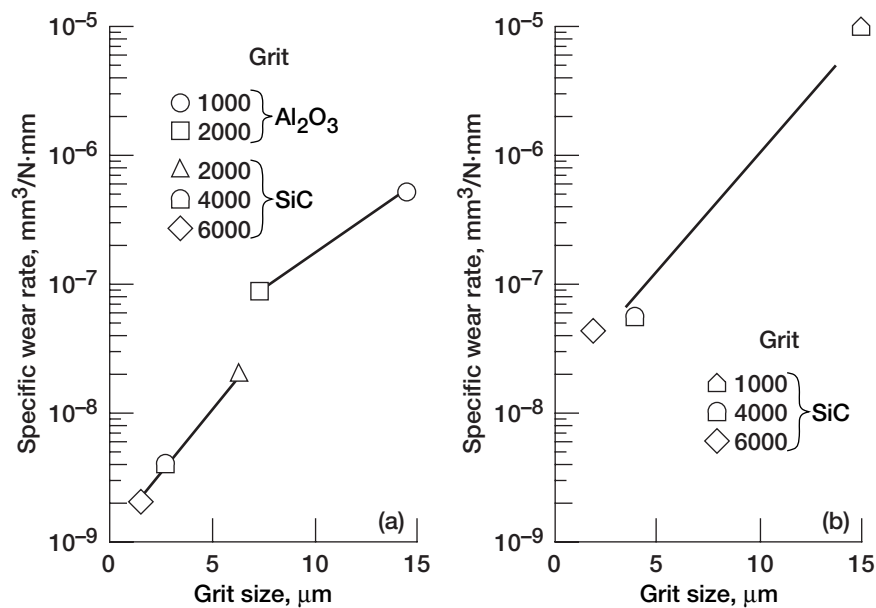 10⁻⁵
10⁻⁶
10⁻⁷
10⁻⁸
10⁻⁹
Specific wear rate, mm³/N·mm
Grit
1000
2000
Al₂O₃
2000
4000
6000
SiC
(a)
0 5 10 15
Grit size, μm
10⁻⁵
10⁻⁶
10⁻⁷
10⁻⁸
10⁻⁹
Specific wear rate, mm³/N·mm
Grit
1000
4000
6000
SiC
(b)
0 5 10 15
Grit size, μm